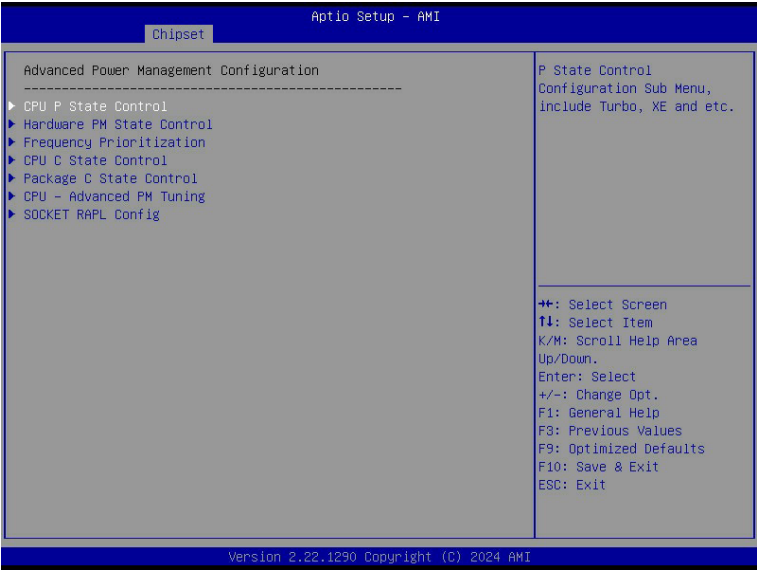 Aptio Setup – AMI
Chipset
Advanced Power Management Configuration
--------------------------------------------------
CPU P State Control
Hardware PM State Control
Frequency Prioritization
CPU C State Control
Package C State Control
CPU – Advanced PM Tuning
SOCKET RAPL Config
P State Control
Configuration Sub Menu,
include Turbo, XE and etc.
→←: Select Screen
↑↓: Select Item
K/M: Scroll Help Area
Up/Down.
Enter: Select
+/-: Change Opt.
F1: General Help
F3: Previous Values
F9: Optimized Defaults
F10: Save & Exit
ESC: Exit
Version 2.22.1290 Copyright (C) 2024 AMI